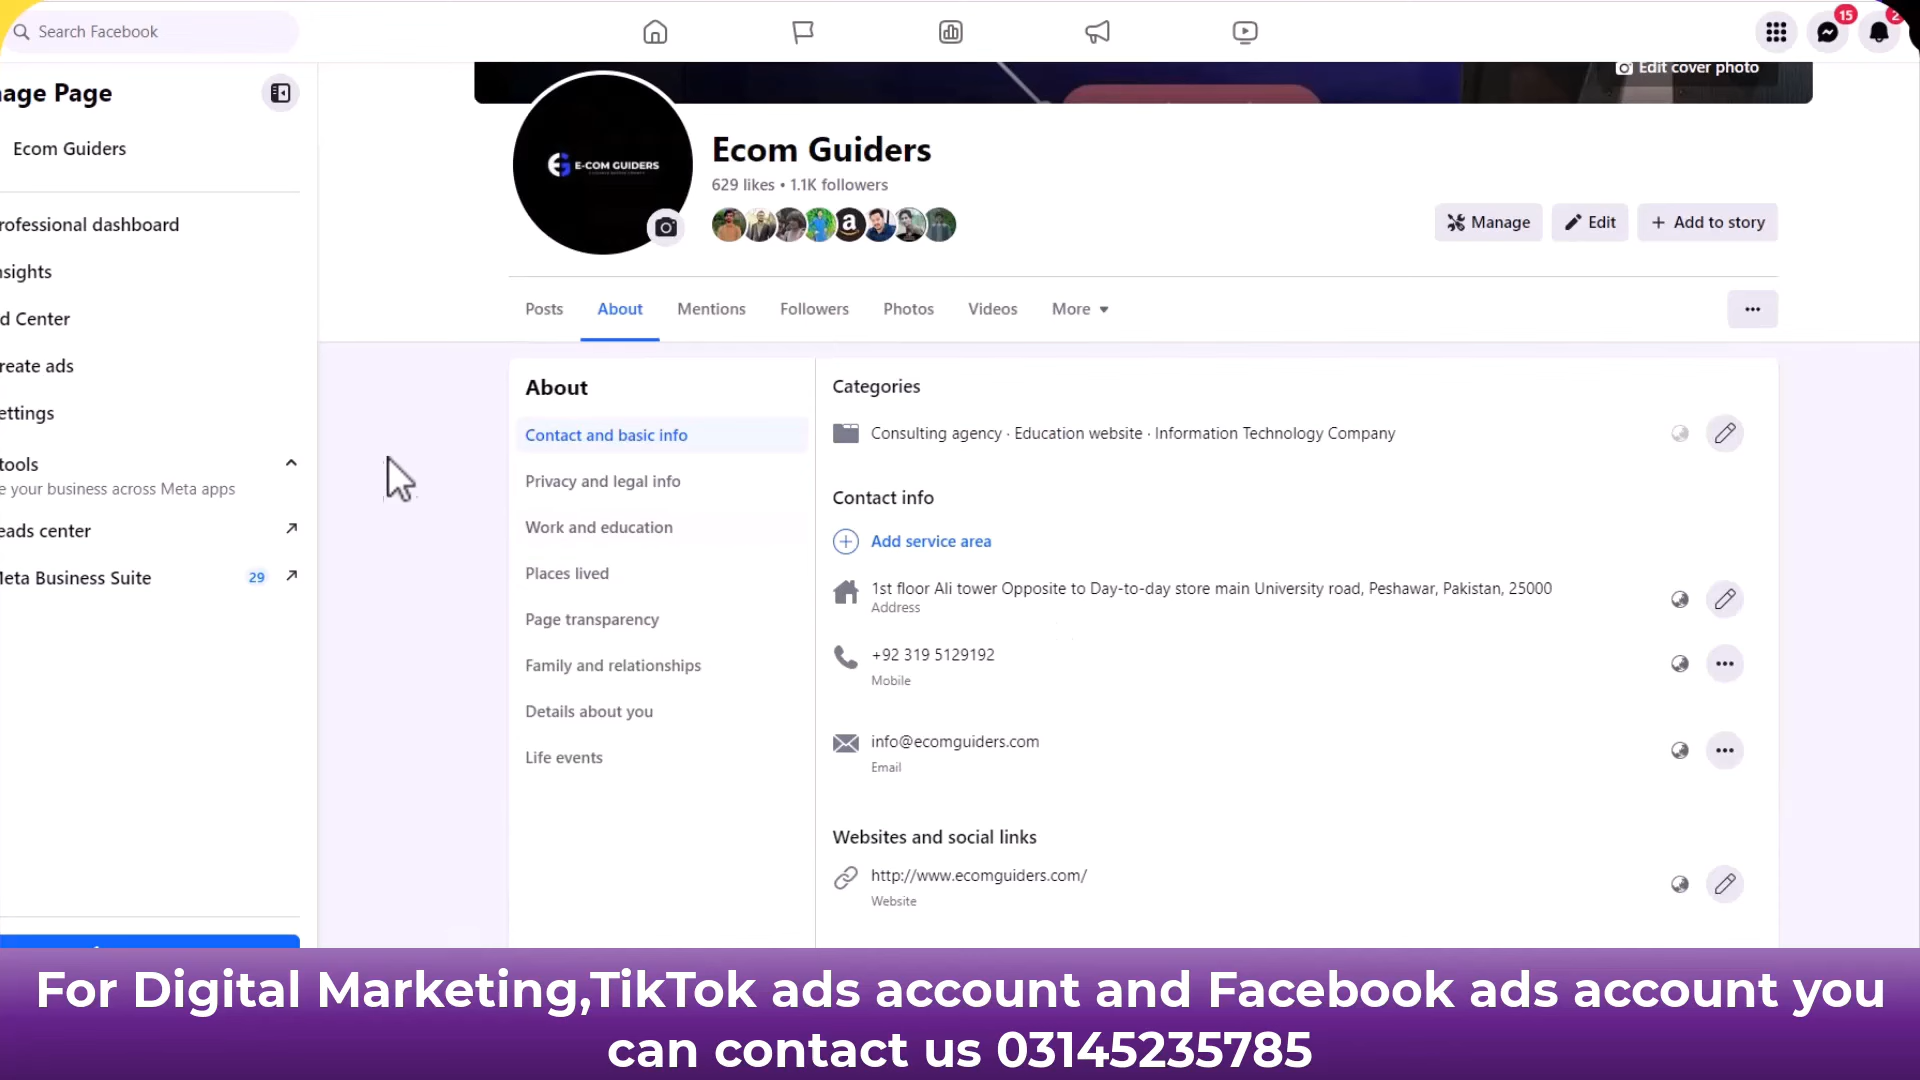 Search Facebook
15
2
age Page
Ecom Guiders
rofessional dashboard
nsights
d Center
reate ads
ettings
tools
e your business across Meta apps
eads center
eta Business Suite
29
Edit cover photo
E-COM GUIDERS
Ecom Guiders
629 likes • 1.1K followers
a
Manage
Edit
+ Add to story
Posts
About
Mentions
Followers
Photos
Videos
More
About
Contact and basic info
Privacy and legal info
Work and education
Places lived
Page transparency
Family and relationships
Details about you
Life events
Categories
Consulting agency · Education website · Information Technology Company
Contact info
Add service area
1st floor Ali tower Opposite to Day-to-day store main University road, Peshawar, Pakistan, 25000
Address
+92 319 5129192
Mobile
info@ecomguiders.com
Email
Websites and social links
http://www.ecomguiders.com/
Website
For Digital Marketing,TikTok ads account and Facebook ads account you
can contact us 03145235785